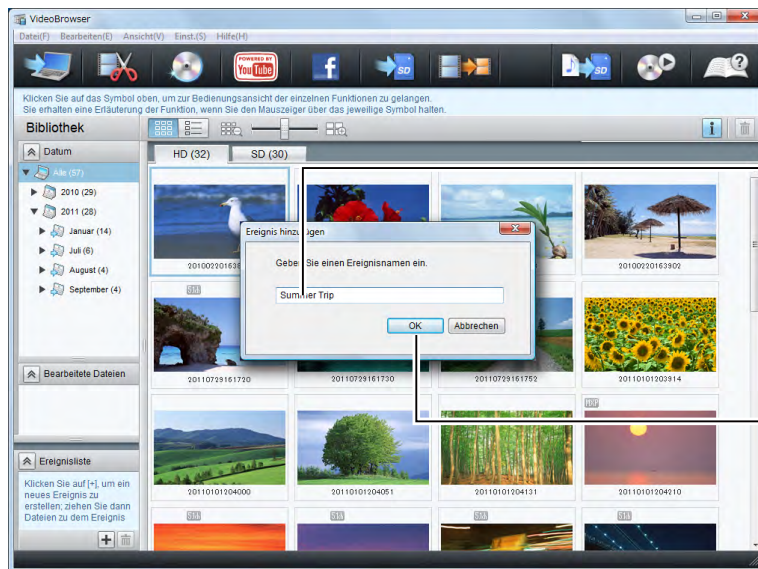 VideoBrowser
Datei(F) Bearbeiten(E) Ansicht(V) Einst.(S) Hilfe(H)
POWERED BY
You Tube
f
SD
SD
?
Klicken Sie auf das Symbol oben, um zur Bedienungsansicht der einzelnen Funktionen zu gelangen.
Sie erhalten eine Erläuterung der Funktion, wenn Sie den Mauszeiger über das jeweilige Symbol halten.
Bibliothek
i
Datum
HD (32) SD (30)
Alle (57)
2010 (29)
2011 (28)
Januar (14)
Juli (6)
August (4)
September (4)
Ereignis hinzufügen
Geben Sie einen Ereignisnamen ein.
Summer Trip
OK Abbrechen
20100220163902
20110729161720 20110729161730 20110729161752 20110101203914
Bearbeitete Dateien
MXP
20110101204000 20110101204051 20110101204131 20110101204210
Ereignisliste
Klicken Sie auf [+], um ein
neues Ereignis zu
erstellen; ziehen Sie dann
Dateien zu dem Ereignis